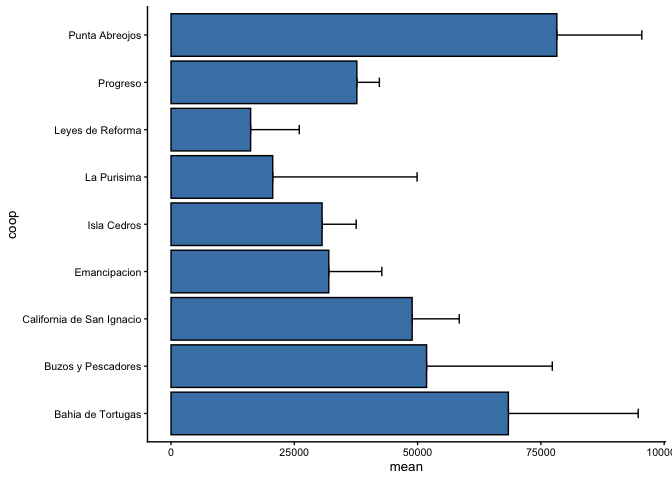 Punta Abreojos
Progreso
Leyes de Reforma
La Purisima
Isla Cedros
Emancipacion
California de San Ignacio
Buzos y Pescadores
Bahia de Tortugas
coop
0 25000 50000 75000 1000
mean